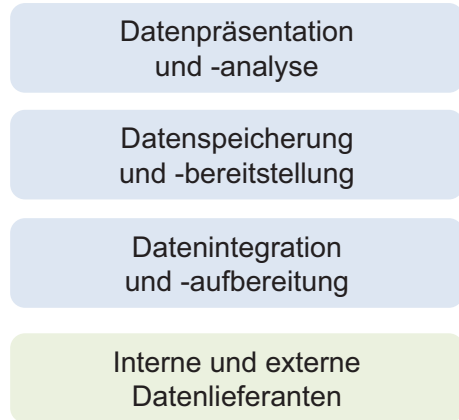 Datenpräsentation
und -analyse
Datenspeicherung
und -bereitstellung
Datenintegration
und -aufbereitung
Interne und externe
Datenlieferanten